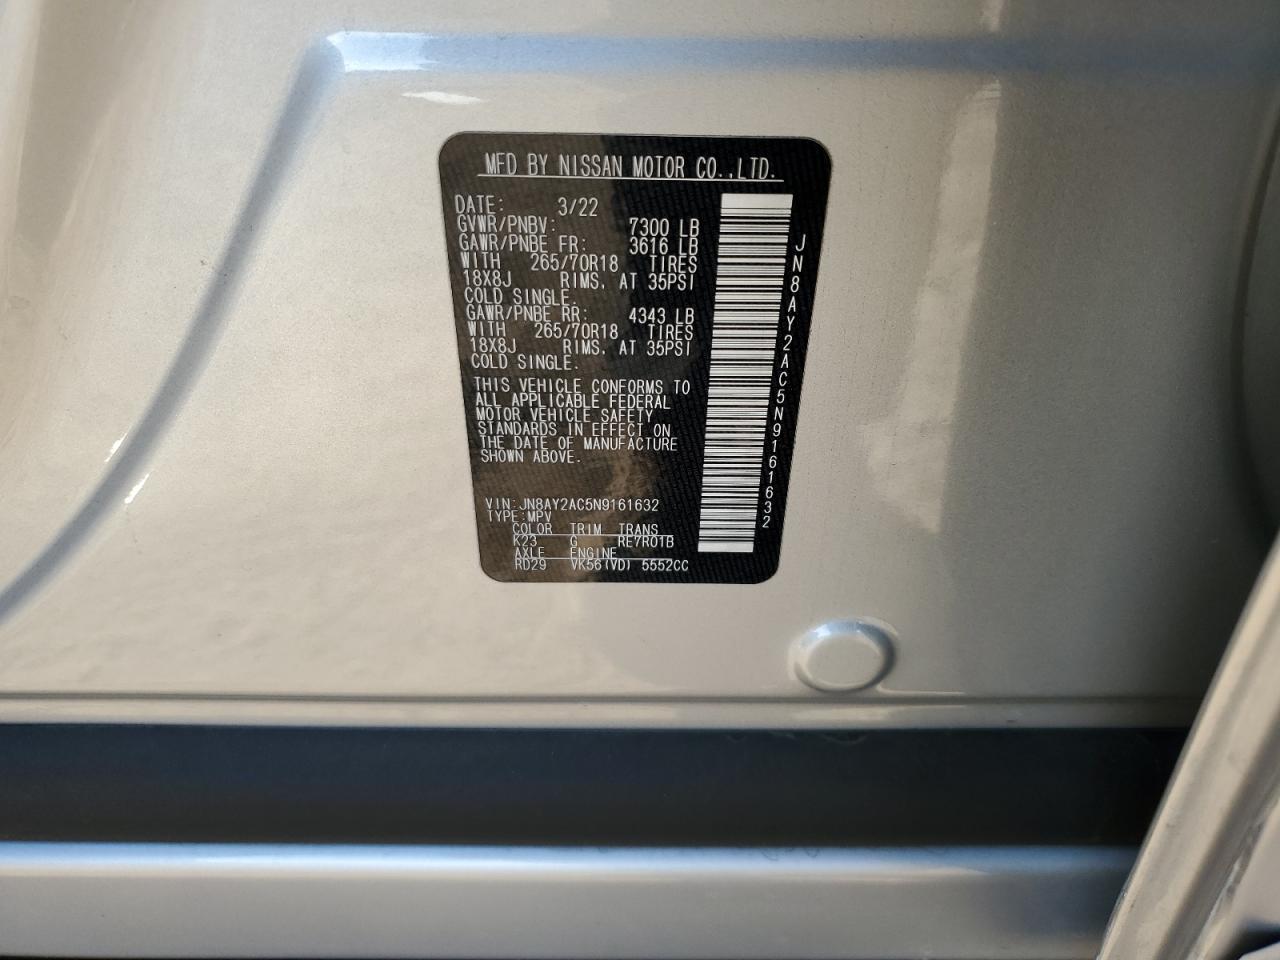 MFD BY NISSAN MOTOR CO.,LTD.
DATE: 3/22
GVWR/PNBV: 7300 LB
GAWR/PNBE FR: 3616 LB
WITH 265/70R18 TIRES
18X8J RIMS, AT 35PSI
COLD SINGLE.
GAWR/PNBE RR: 4343 LB
WITH 265/70R18 TIRES
18X8J RIMS, AT 35PSI
COLD SINGLE.
THIS VEHICLE CONFORMS TO
ALL APPLICABLE FEDERAL
MOTOR VEHICLE SAFETY
STANDARDS IN EFFECT ON
THE DATE OF MANUFACTURE
SHOWN ABOVE.
VIN:JN8AY2AC5N9161632
TYPE:MPV
COLOR TRIM TRANS
K23 G RE7R01B
AXLE ENGINE
RD29 VK56(VD) 5552CC
JN8AY2AC5N9161632